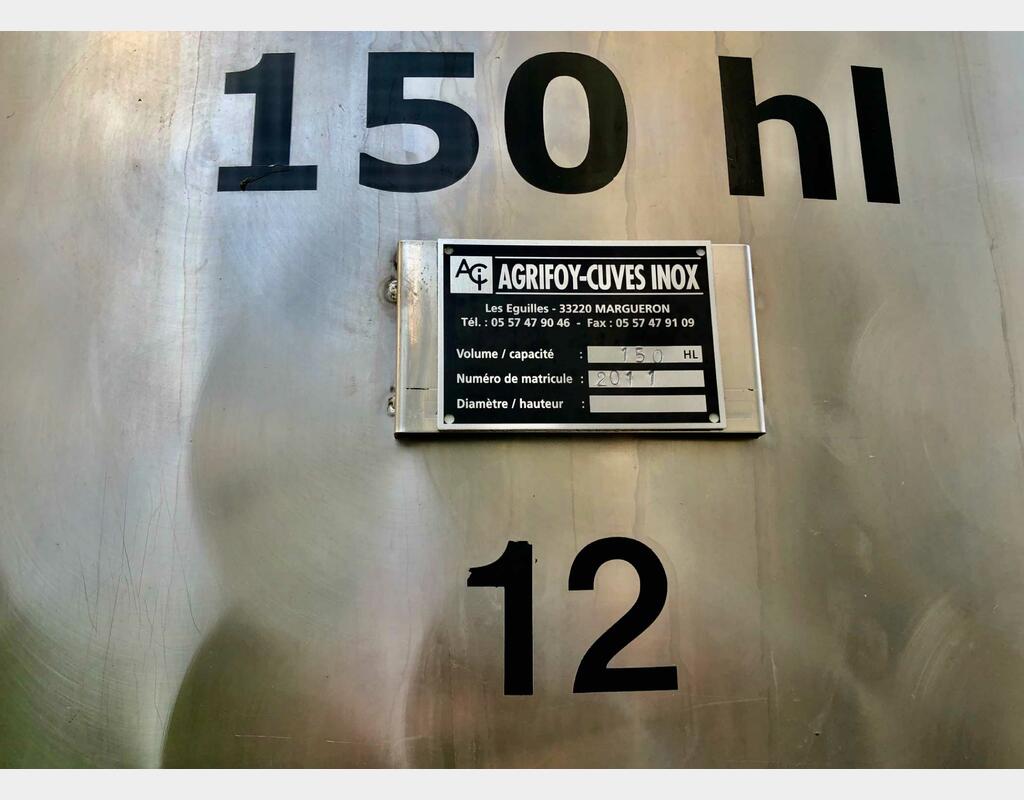 150 hl
ACi AGRIFOY-CUVES INOX
Les Eguilles - 33220 MARGUERON
Tél. : 05 57 47 90 46 - Fax : 05 57 47 91 09
Volume / capacité : 150 HL
Numéro de matricule : 2011
Diamètre / hauteur :
12